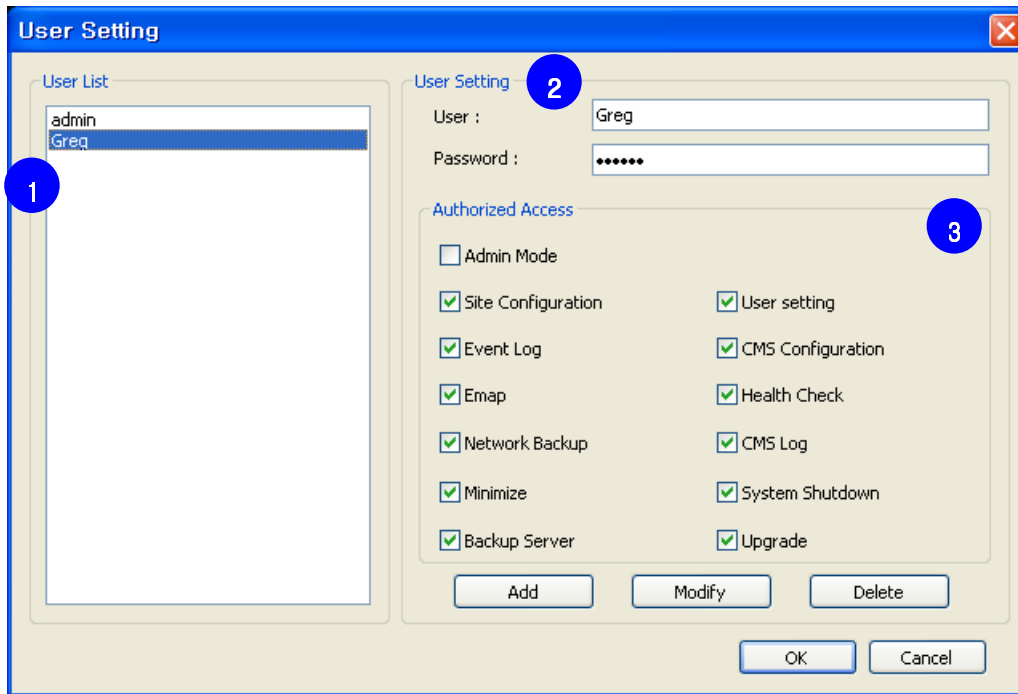 User Setting
User List
admin
Greg
1
User Setting
2
User : Greg
Password : ••••••
Authorized Access
3
Admin Mode
Site Configuration User setting
Event Log CMS Configuration
Emap Health Check
Network Backup CMS Log
Minimize System Shutdown
Backup Server Upgrade
Add Modify Delete
OK Cancel